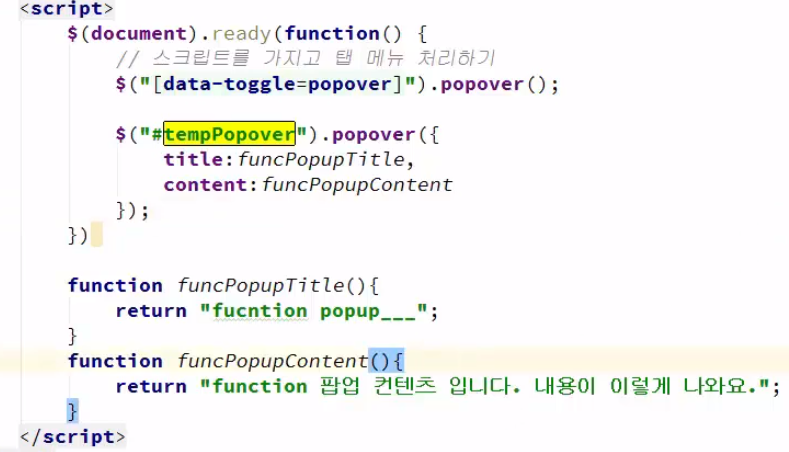 <script>
$(document).ready(function() {
// 스크립트를 가지고 탭 메뉴 처리하기
$("[data-toggle=popover]").popover();
$("#tempPopover").popover({
title:funcPopupTitle,
content:funcPopupContent
});
})
function funcPopupTitle(){
return "fucntion popup___";
}
function funcPopupContent(){
return "function 팝업 컨텐츠 입니다. 내용이 이렇게 나와요.";
}
</script>